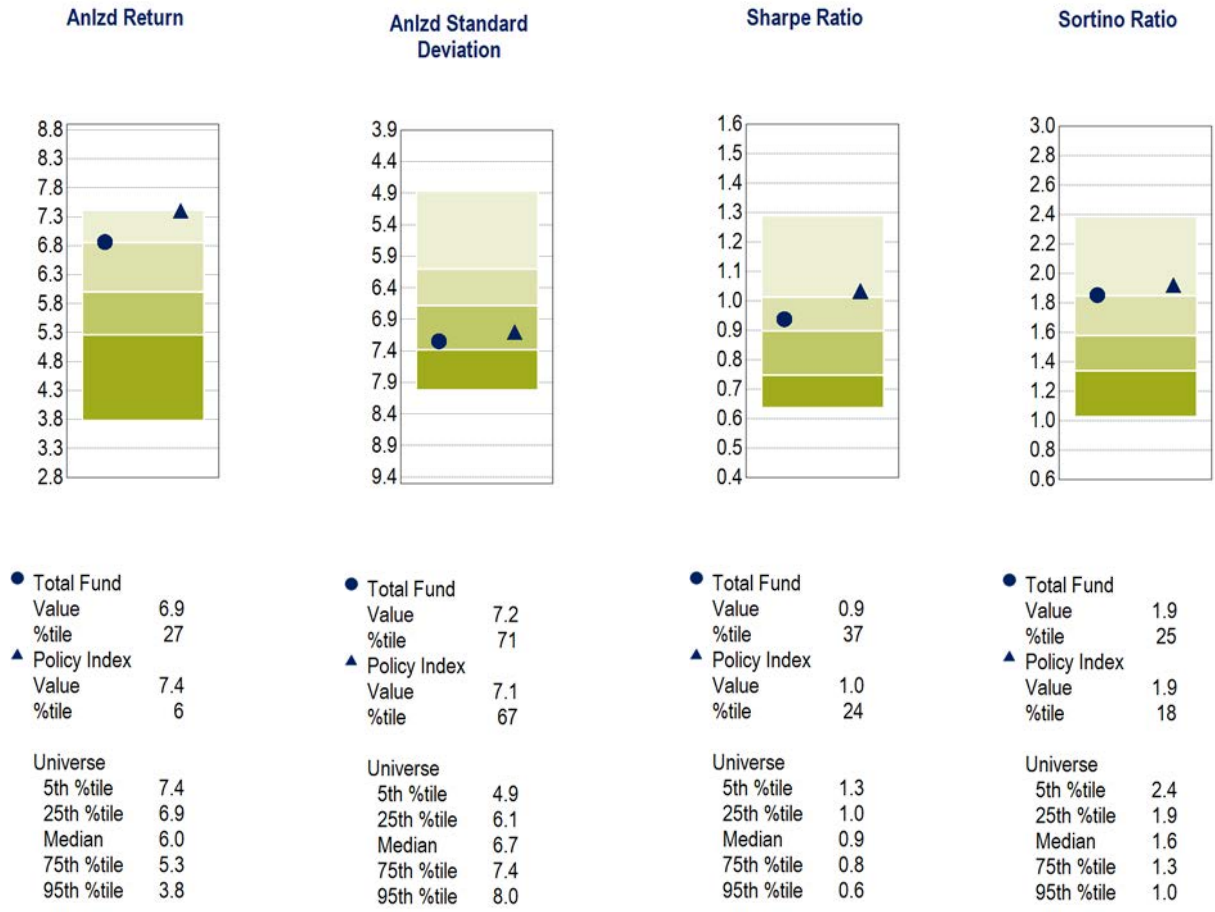 Anlzd Return
8.8
8.3
7.8
7.3
6.8
6.3
5.8
5.3
4.8
4.3
3.8
3.3
2.8
Total Fund
Value 6.9
%tile 27
Policy Index
Value 7.4
%tile 6
Universe
5th %tile 7.4
25th %tile 6.9
Median 6.0
75th %tile 5.3
95th %tile 3.8
Anlzd Standard
Deviation
3.9
4.4
4.9
5.4
5.9
6.4
6.9
7.4
7.9
8.4
8.9
9.4
Total Fund
Value 7.2
%tile 71
Policy Index
Value 7.1
%tile 67
Universe
5th %tile 4.9
25th %tile 6.1
Median 6.7
75th %tile 7.4
95th %tile 8.0
Sharpe Ratio
1.6
1.5
1.4
1.3
1.2
1.1
1.0
0.9
0.8
0.7
0.6
0.5
0.4
Total Fund
Value 0.9
%tile 37
Policy Index
Value 1.0
%tile 24
Universe
5th %tile 1.3
25th %tile 1.0
Median 0.9
75th %tile 0.8
95th %tile 0.6
Sortino Ratio
3.0
2.8
2.6
2.4
2.2
2.0
1.8
1.6
1.4
1.2
1.0
0.8
0.6
Total Fund
Value 1.9
%tile 25
Policy Index
Value 1.9
%tile 18
Universe
5th %tile 2.4
25th %tile 1.9
Median 1.6
75th %tile 1.3
95th %tile 1.0